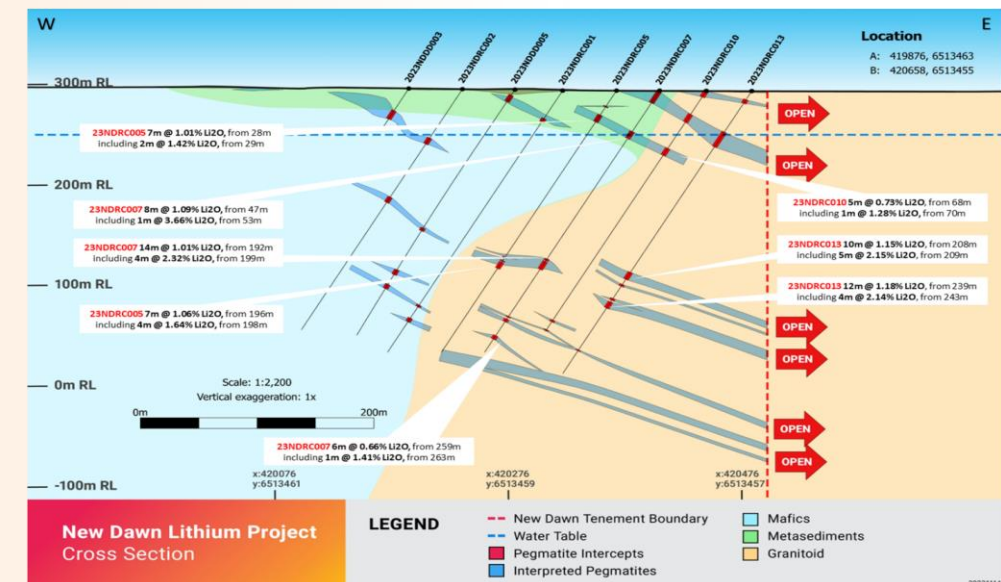 W
E
Location
A: 419876, 6513463
B: 420658, 6513455
2023NDDD003
2023NDRC002
2023NDDD005
2023NDRC001
2023NDRC005
2023NDRC007
2023NDRC010
2023NDRC013
300m RL
OPEN
23NDRC005 7m @ 1.01% Li2O, from 28m
including 2m @ 1.42% Li2O, from 29m
OPEN
200m RL
23NDRC007 8m @ 1.09% Li2O, from 47m
including 1m @ 3.66% Li2O, from 53m
23NDRC010 5m @ 0.73% Li2O, from 68m
including 1m @ 1.28% Li2O, from 70m
23NDRC007 14m @ 1.01% Li2O, from 192m
including 4m @ 2.32% Li2O, from 199m
23NDRC013 10m @ 1.15% Li2O, from 208m
including 5m @ 2.15% Li2O, from 209m
100m RL
23NDRC013 12m @ 1.18% Li2O, from 239m
including 4m @ 2.14% Li2O, from 243m
23NDRC005 7m @ 1.06% Li2O, from 196m
including 4m @ 1.64% Li2O, from 198m
OPEN
OPEN
0m RL
Scale: 1:2,200
Vertical exaggeration: 1x
0m
200m
OPEN
23NDRC007 6m @ 0.66% Li2O, from 259m
including 1m @ 1.41% Li2O, from 263m
OPEN
-100m RL
x:420076
y:6513461
x:420276
y:6513459
x:420476
y:6513457
New Dawn Lithium Project
Cross Section
LEGEND
New Dawn Tenement Boundary
Water Table
Pegmatite Intercepts
Interpreted Pegmatites
Mafics
Metasediments
Granitoid